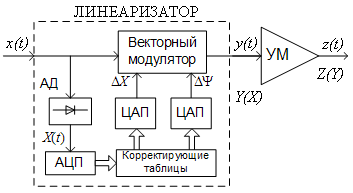 ЛИНЕАРИЗАТОР
x(t)
Векторный
модулятор
y(t)
УМ
z(t)
Z(Y)
АД
ΔX
ΔΨ
Y(X)
ЦАП
ЦАП
X(t)
АЦП
Корректирующие
таблицы